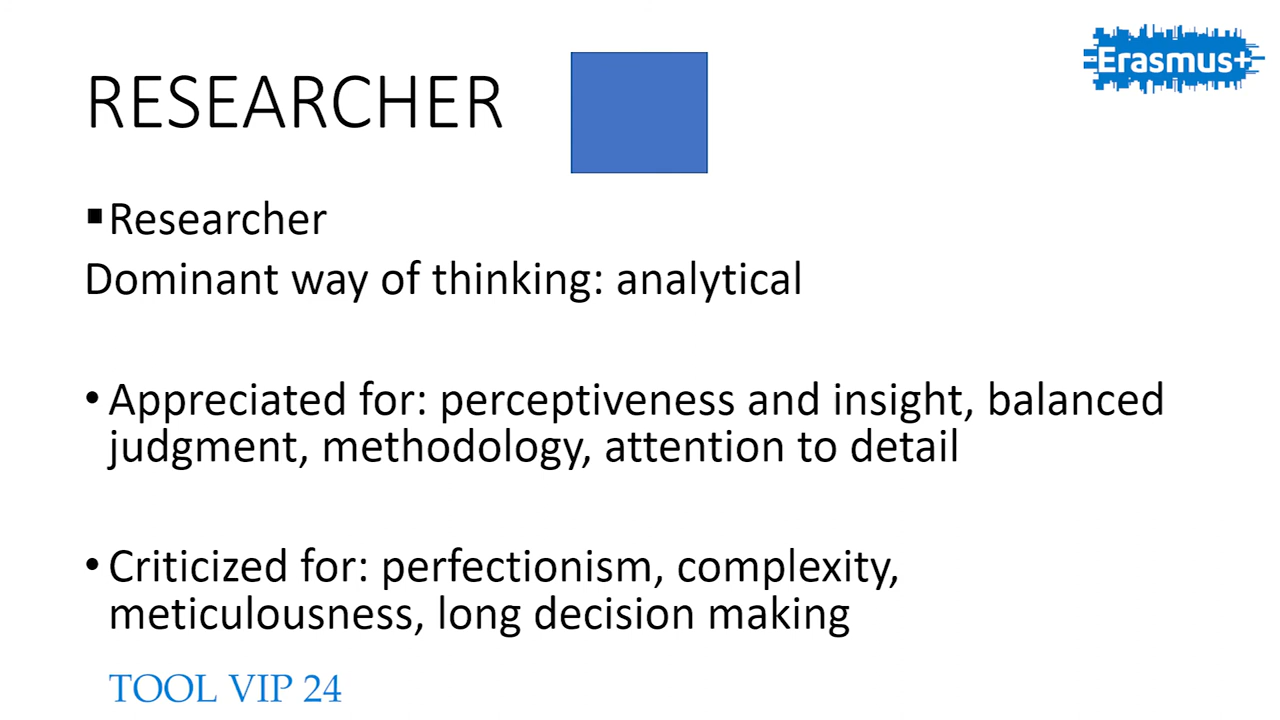 Erasmus+
RESEARCHER
▪Researcher
Dominant way of thinking: analytical
• Appreciated for: perceptiveness and insight, balanced
judgment, methodology, attention to detail
• Criticized for: perfectionism, complexity,
meticulousness, long decision making
TOOL VIP 24